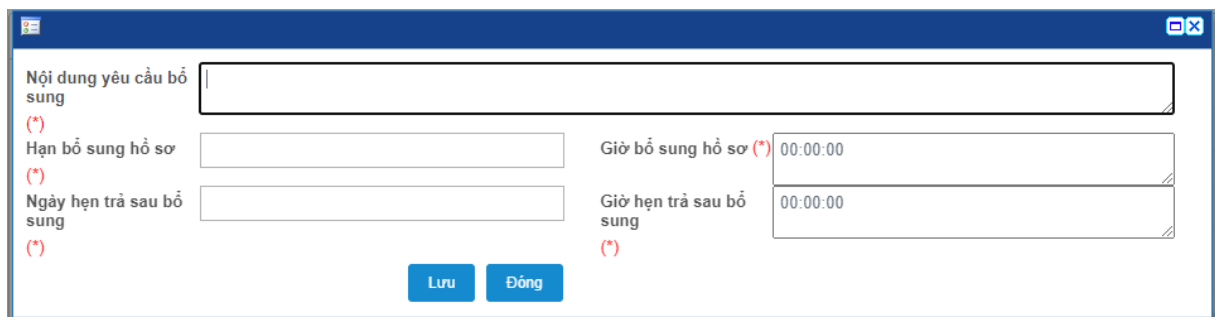 Nội dung yêu cầu bổ
sung
(*)
Hạn bổ sung hồ sơ
(*)
Giờ bổ sung hồ sơ (*) 00:00:00
Ngày hẹn trả sau bổ
sung
(*)
Giờ hẹn trả sau bổ
sung
(*)
00:00:00
Lưu Đóng